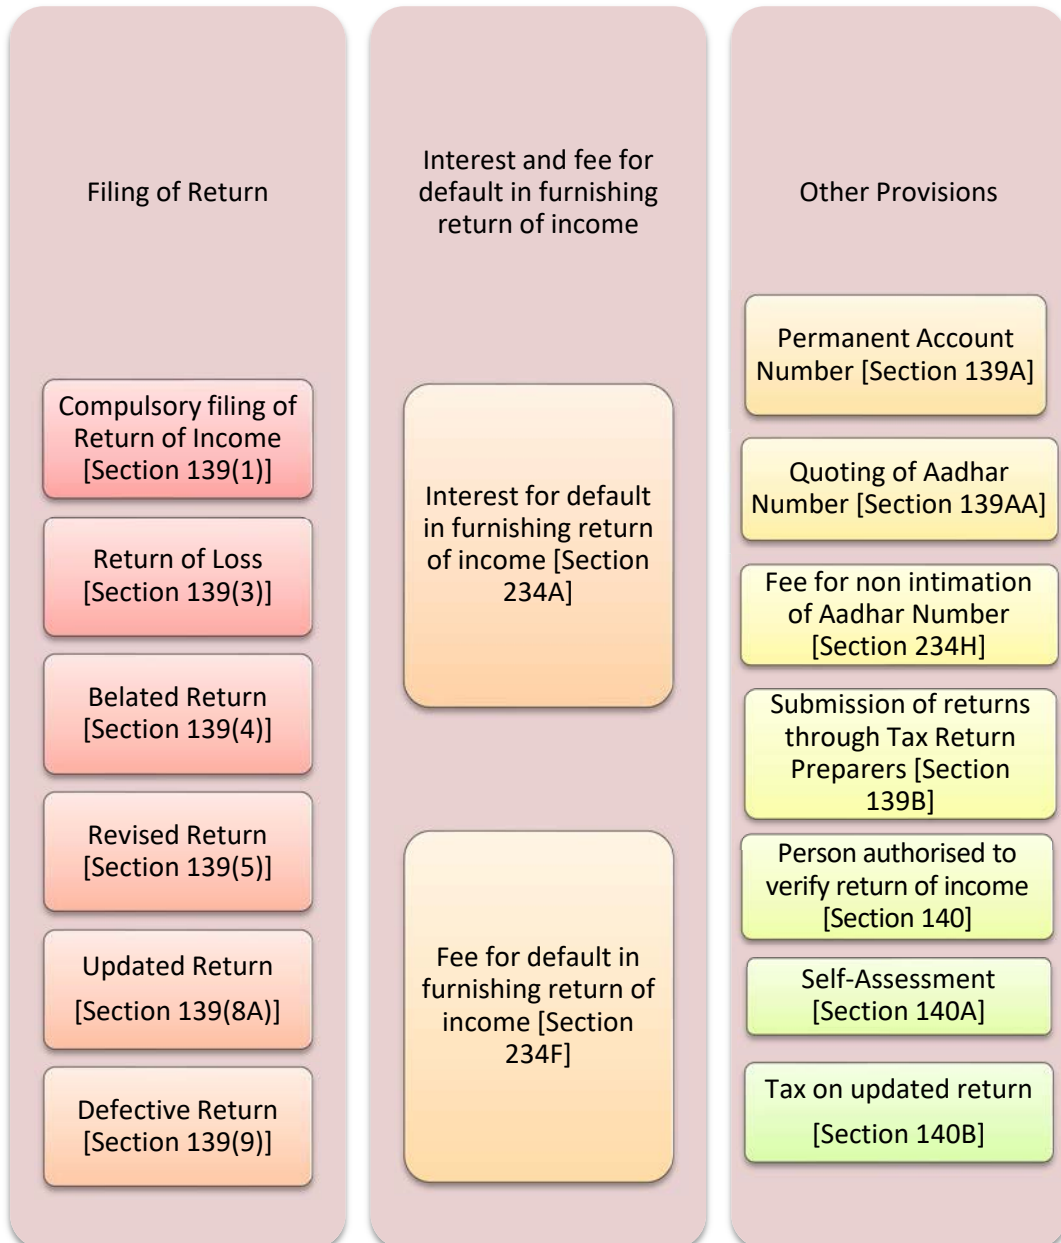 Filing of Return
Compulsory filing of
Return of Income
[Section 139(1)]
Return of Loss
[Section 139(3)]
Belated Return
[Section 139(4)]
Revised Return
[Section 139(5)]
Updated Return
[Section 139(8A)]
Defective Return
[Section 139(9)]
Interest and fee for
default in furnishing
return of income
Interest for default
in furnishing return
of income [Section
234A]
Fee for default in
furnishing return of
income [Section
234F]
Other Provisions
Permanent Account
Number [Section 139A]
Quoting of Aadhar
Number [Section 139AA]
Fee for non intimation
of Aadhar Number
[Section 234H]
Submission of returns
through Tax Return
Preparers [Section
139B]
Person authorised to
verify return of income
[Section 140]
Self-Assessment
[Section 140A]
Tax on updated return
[Section 140B]